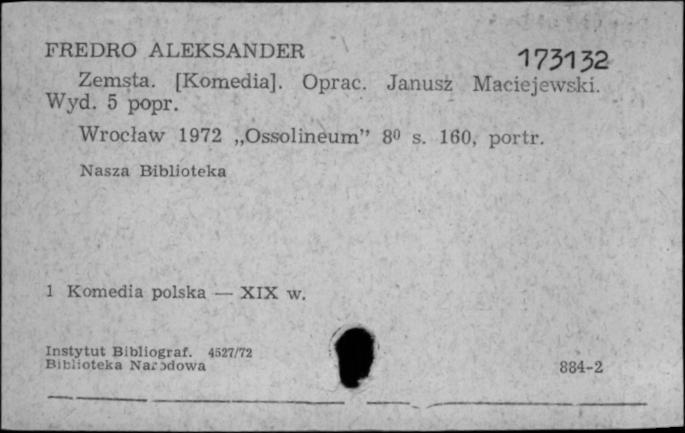 FREDRO ALEKSANDER
173132
Zemsta. [Komedia]. Oprac. Janusz Maciejewski.
Wyd. 5 popr.
Wrocław 1972 „Ossolineum” 8⁰ s. 160, portr.
Nasza Biblioteka
1 Komedia polska — XIX w.
Instytut Bibliograf. 4527/72
Biblioteka Narodowa
884-2